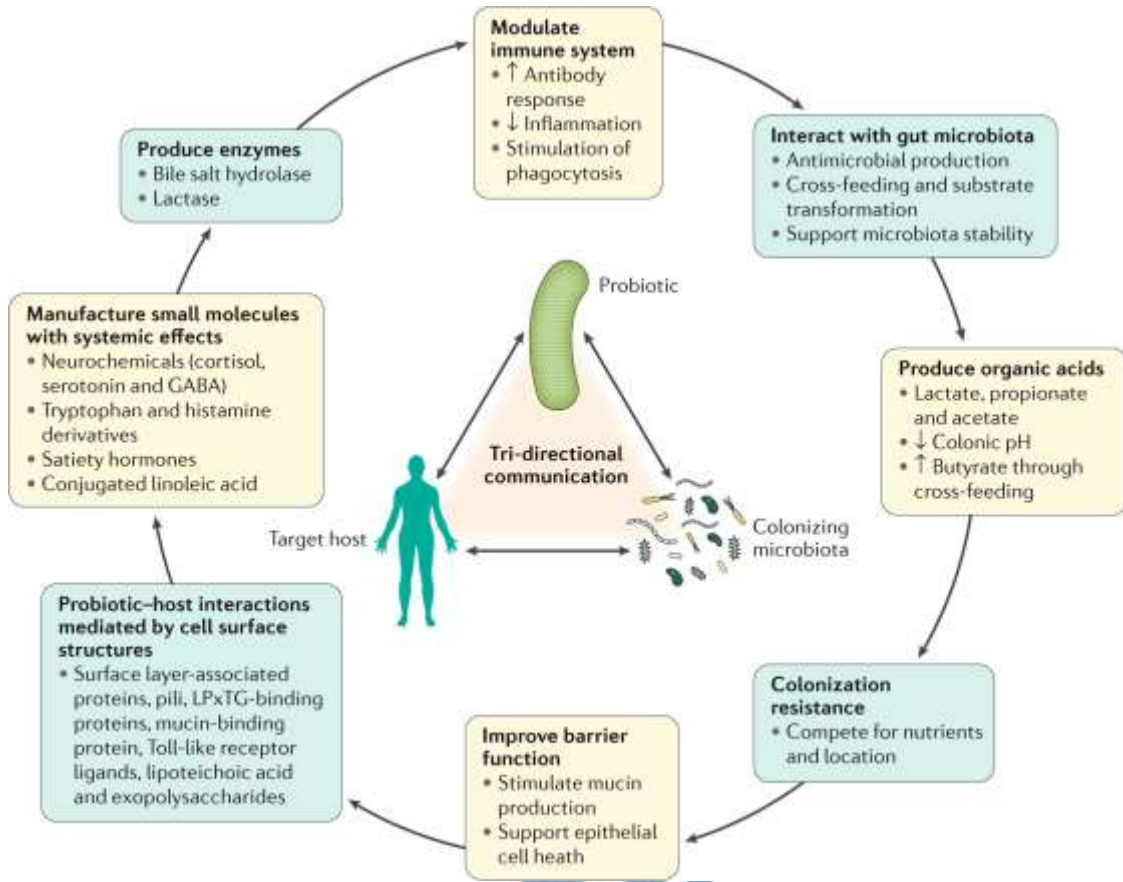 Modulate
immune system
• ↑ Antibody
response
• ↓ Inflammation
• Stimulation of
phagocytosis
Interact with gut microbiota
• Antimicrobial production
• Cross-feeding and substrate
transformation
• Support microbiota stability
Produce organic acids
• Lactate, propionate
and acetate
• ↓ Colonic pH
• ↑ Butyrate through
cross-feeding
Colonization
resistance
• Compete for nutrients
and location
Improve barrier
function
• Stimulate mucin
production
• Support epithelial
cell heath
Probiotic–host interactions
mediated by cell surface
structures
• Surface layer-associated
proteins, pili, LPxTG-binding
proteins, mucin-binding
protein, Toll-like receptor
ligands, lipoteichoic acid
and exopolysaccharides
Manufacture small molecules
with systemic effects
• Neurochemicals (cortisol,
serotonin and GABA)
• Tryptophan and histamine
derivatives
• Satiety hormones
• Conjugated linoleic acid
Produce enzymes
• Bile salt hydrolase
• Lactase
Probiotic
Tri-directional
communication
Target host
Colonizing
microbiota